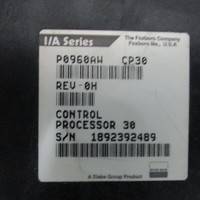 I/A Series
The Foxboro Company
Foxboro Ma., U.S.A
P0960AW CP30
REV-0H
CONTROL
PROCESSOR 30
S/N 1892392489
A Siebe Group Product